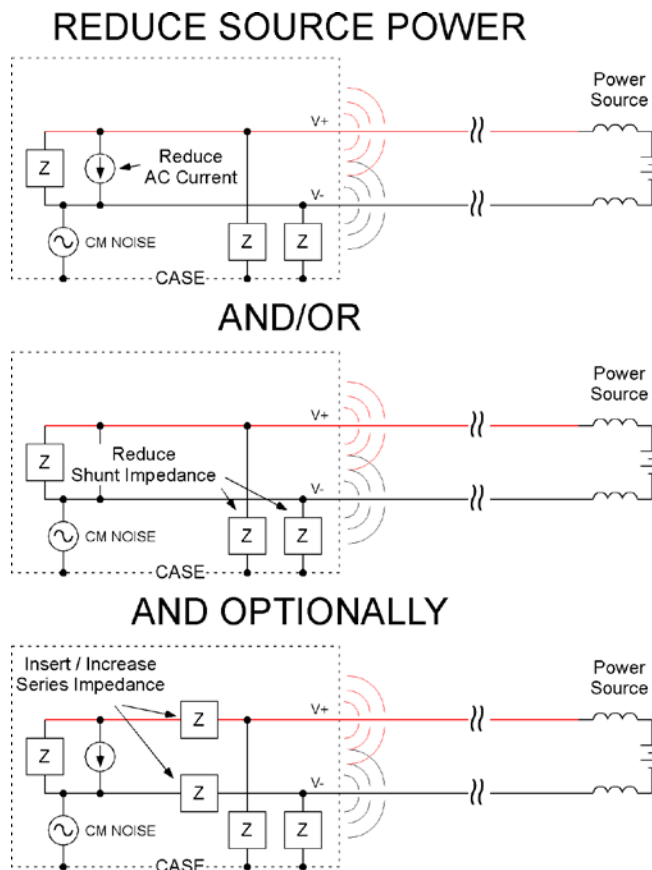 REDUCE SOURCE POWER
Power
Source
V+
Z
Reduce
AC Current
V-
CM NOISE
Z
Z
CASE
AND/OR
Power
Source
V+
Z
Reduce
Shunt Impedance
V-
CM NOISE
Z
Z
CASE
AND OPTIONALLY
Insert / Increase
Series Impedance
Power
Source
Z
V+
Z
Z
V-
CM NOISE
Z
Z
CASE